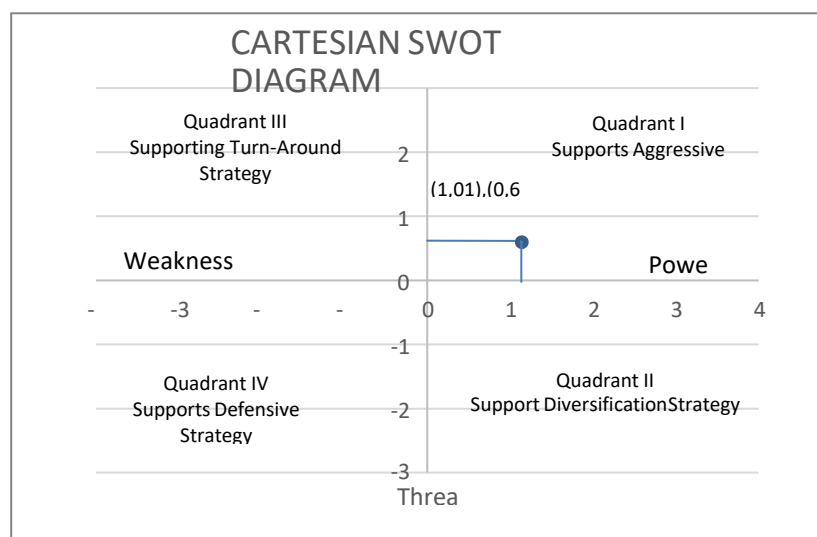 CARTESIAN SWOT
DIAGRAM
Quadrant III
Supporting Turn-Around
Strategy
Quadrant I
Supports Aggressive
2
(1,01),(0,6
1
Weakness
Powe
0
- -3 - - 0 1 2 3 4
-1
Quadrant IV
Supports Defensive
Strategy
Quadrant II
Support DiversificationStrategy
-2
-3
Threa